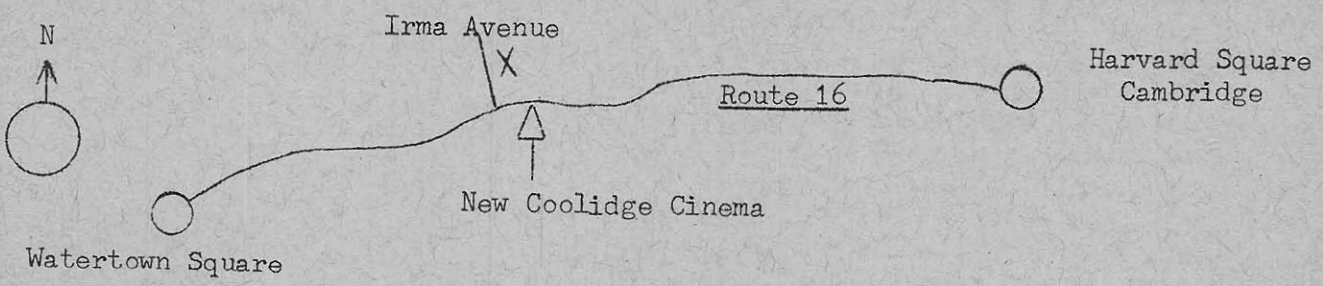 N
Irma Avenue
X
Harvard Square
Cambridge
Route 16
New Coolidge Cinema
Watertown Square